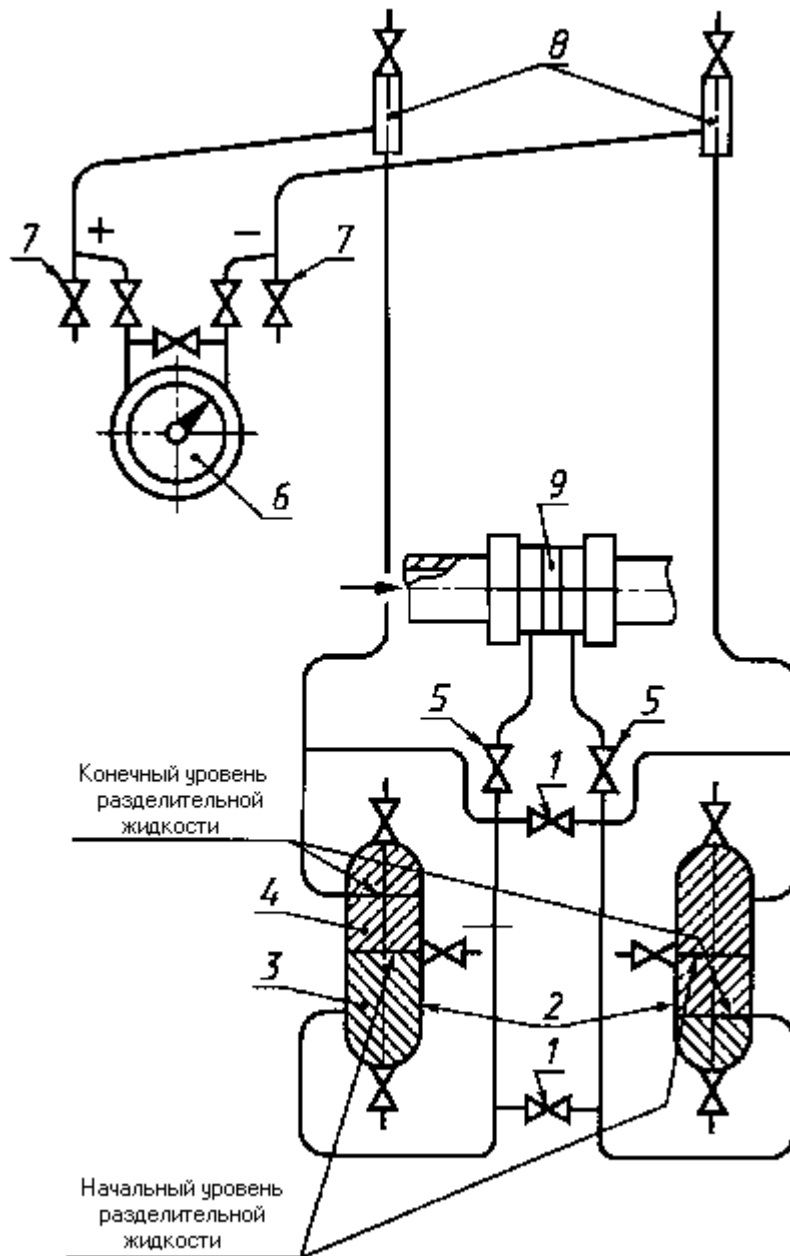 8
7
+
−
7
6
9
5
5
1
Конечный уровень
разделительной
жидкости
4
3
2
1
Начальный уровень
разделительной
жидкости